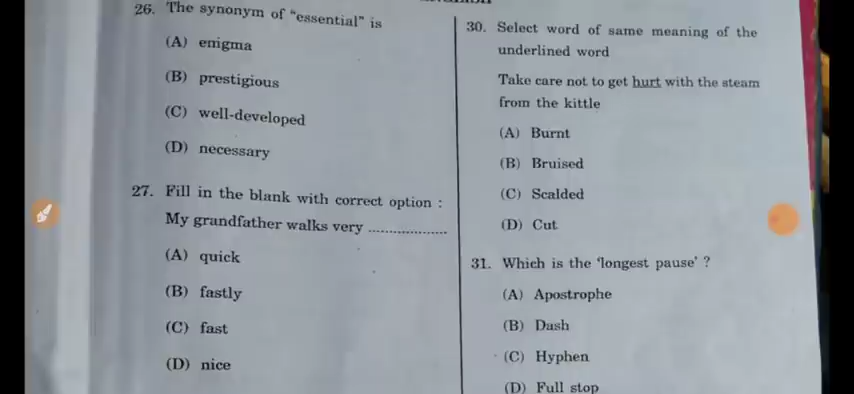 26. The synonym of "essential" is
(A) enigma
(B) prestigious
(C) well-developed
(D) necessary
27. Fill in the blank with correct option :
My grandfather walks very ..................
(A) quick
(B) fastly
(C) fast
(D) nice
30. Select word of same meaning of the
underlined word
Take care not to get hurt with the steam
from the kittle
(A) Burnt
(B) Bruised
(C) Scalded
(D) Cut
31. Which is the 'longest pause' ?
(A) Apostrophe
(B) Dash
(C) Hyphen
(D) Full stop